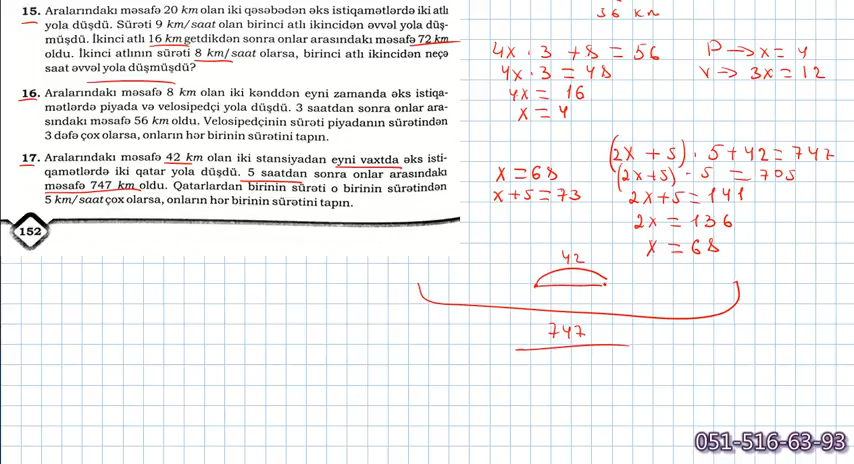 15. Aralarındakı məsafə 20 km olan iki qəsəbədən əks istiqamətlərdə iki atlı
yola düşdü. Sürəti 9 km/saat olan birinci atlı ikincidən əvvəl yola düş-
müşdü. İkinci atlı 16 km getdikdən sonra onlar arasındakı məsafə 72 km
oldu. İkinci atlının sürəti 8 km/saat olarsa, birinci atlı ikincidən neçə
saat əvvəl yola düşmüşdü?
16. Aralarındakı məsafə 8 km olan iki kənddən eyni zamanda əks istiqa-
mətlərdə piyada və velosipedçi yola düşdü. 3 saatdan sonra onlar ara-
sındakı məsafə 56 km oldu. Velosipedçinin sürəti piyadanın sürətindən
3 dəfə çox olarsa, onların hər birinin sürətini tapın.
17. Aralarındakı məsafə 42 km olan iki stansiyadan eyni vaxtda əks isti-
qamətlərdə iki qatar yola düşdü. 5 saatdan sonra onlar arasındakı
məsafə 747 km oldu. Qatarlardan birinin sürəti o birinin sürətindən
5 km/saat çox olarsa, onların hər birinin sürətini tapın.
152
36 km
4x · 3 + 8 = 56
4x · 3 = 48
4x = 16
x = 4
P → x = 4
V → 3x = 12
(2x + 5) · 5 + 42 = 747
(2x + 5) · 5 = 705
2x + 5 = 141
2x = 136
x = 68
x = 68
x + 5 = 73
42
747
051-516-63-93